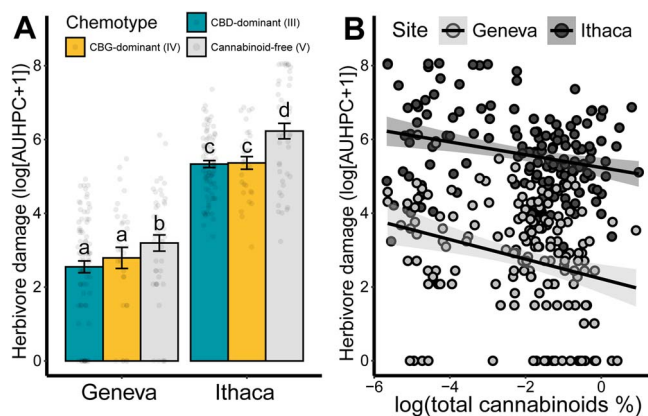 A
Chemotype
CBD-dominant (III)
CBG-dominant (IV)
Cannabinoid-free (V)
Herbivore damage (log[AUHPC+1])
8
6
4
2
0
a
a
b
c
c
d
Geneva
Ithaca
B
Site
Geneva
Ithaca
Herbivore damage (log[AUHPC+1])
8
6
4
2
0
−6
−4
−2
0
log(total cannabinoids %)